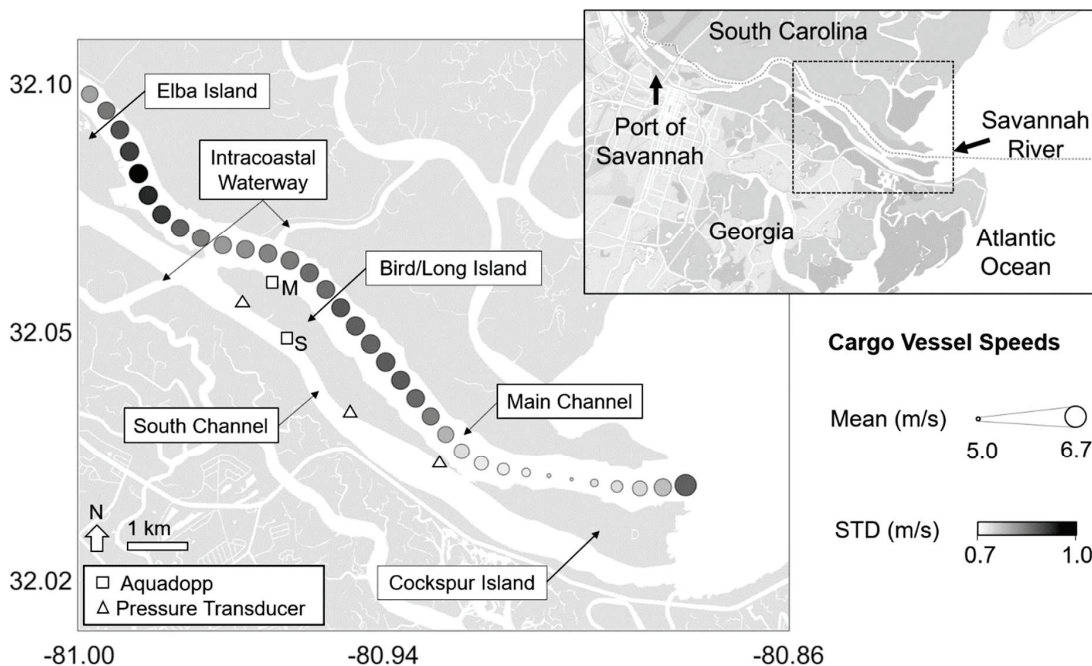 32.10
32.05
32.02
-81.00
-80.94
-80.86
Elba Island
Intracoastal
Waterway
Bird/Long Island
M
S
South Channel
Main Channel
Cockspur Island
N
1 km
Aquadopp
Pressure Transducer
South Carolina
Port of
Savannah
Savannah
River
Georgia
Atlantic
Ocean
Cargo Vessel Speeds
Mean (m/s)
5.0 6.7
STD (m/s)
0.7 1.0